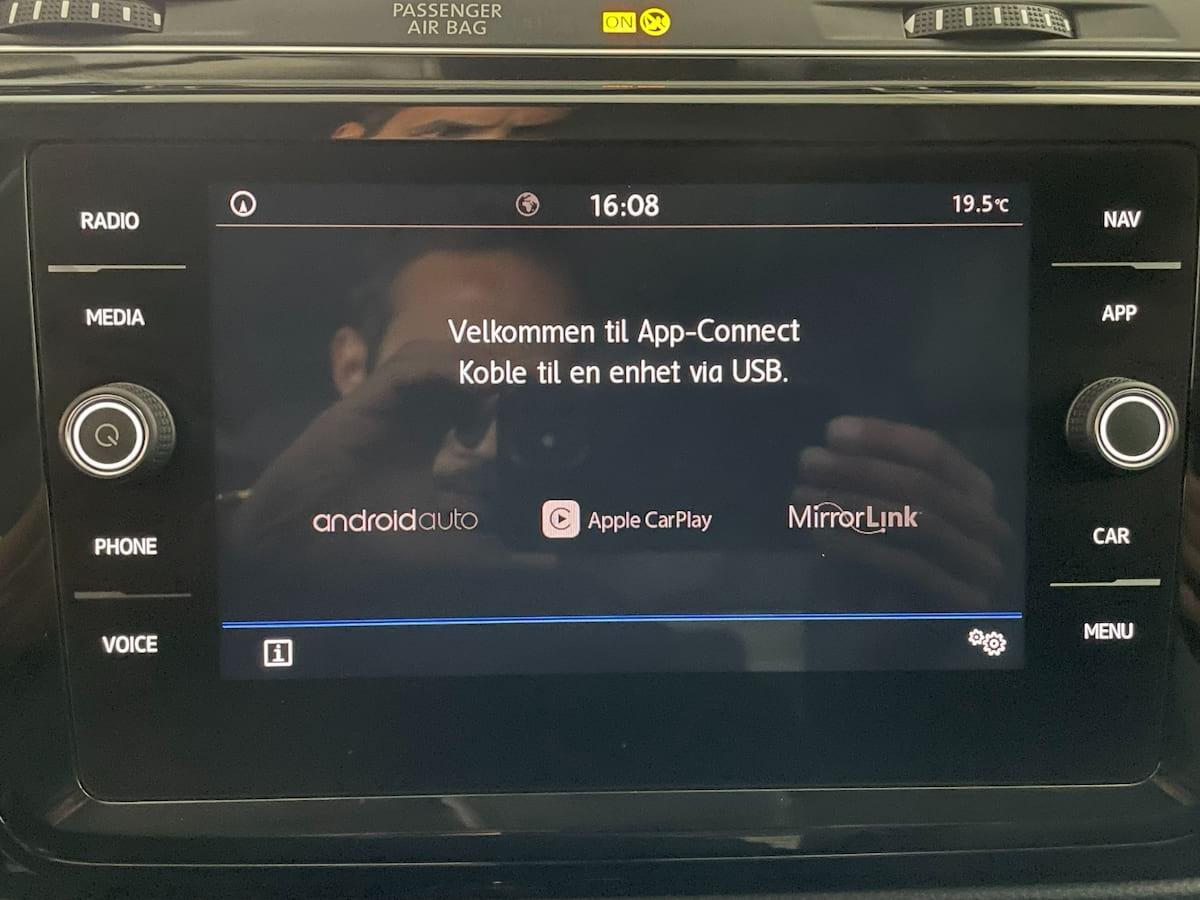 PASSENGER
AIR BAG
ON
RADIO
16:08
19.5°C
NAV
MEDIA
Velkommen til App-Connect
Koble til en enhet via USB.
APP
androidauto
Apple CarPlay
MirrorLink
PHONE
CAR
VOICE
i
MENU